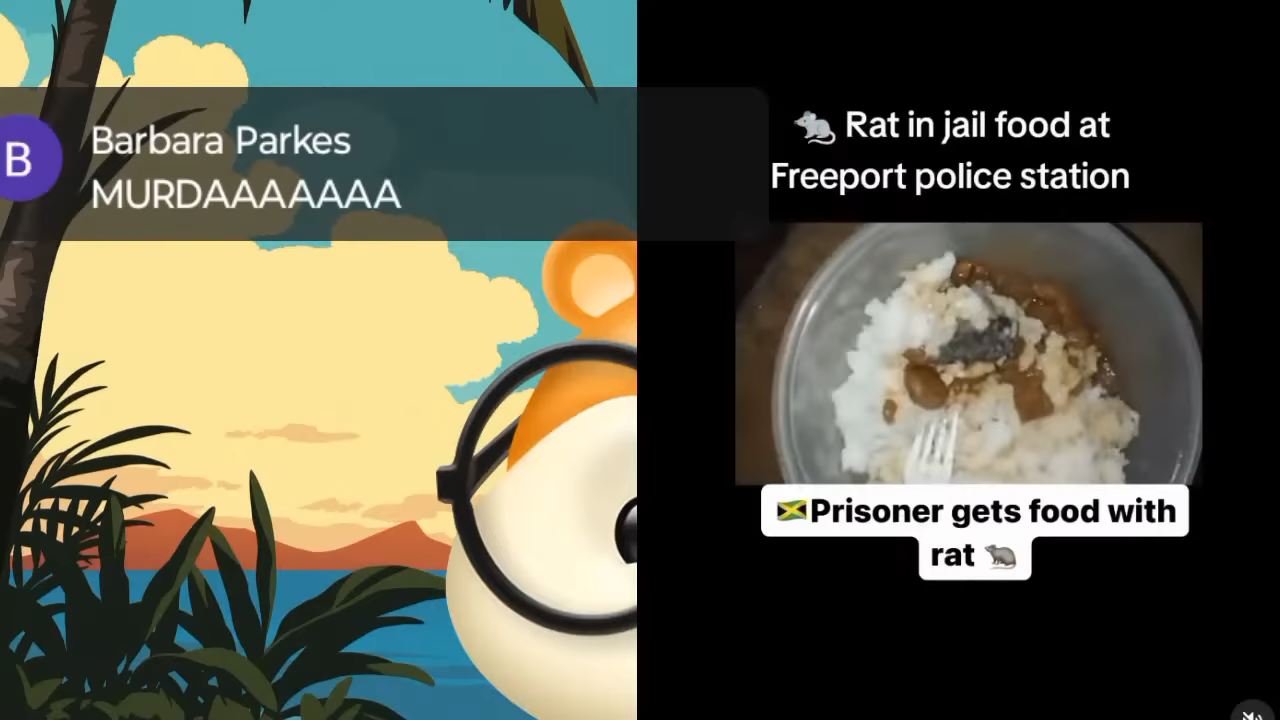 B
Barbara Parkes
MURDAAAAAAA
🐀 Rat in jail food at
Freeport police station
🇯🇲Prisoner gets food with
rat 🐀